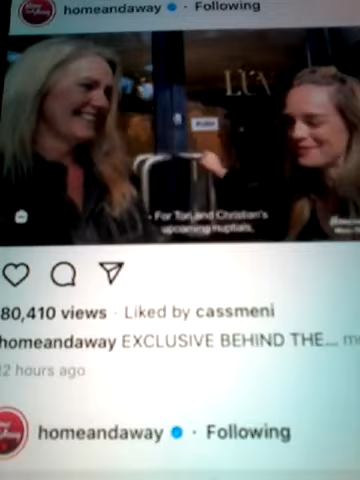 homeandaway · Following
LUV
- For Tori and Christian's
upcoming nuptials.
80,410 views · Liked by cassmeni
homeandaway EXCLUSIVE BEHIND THE...
12 hours ago
homeandaway · Following